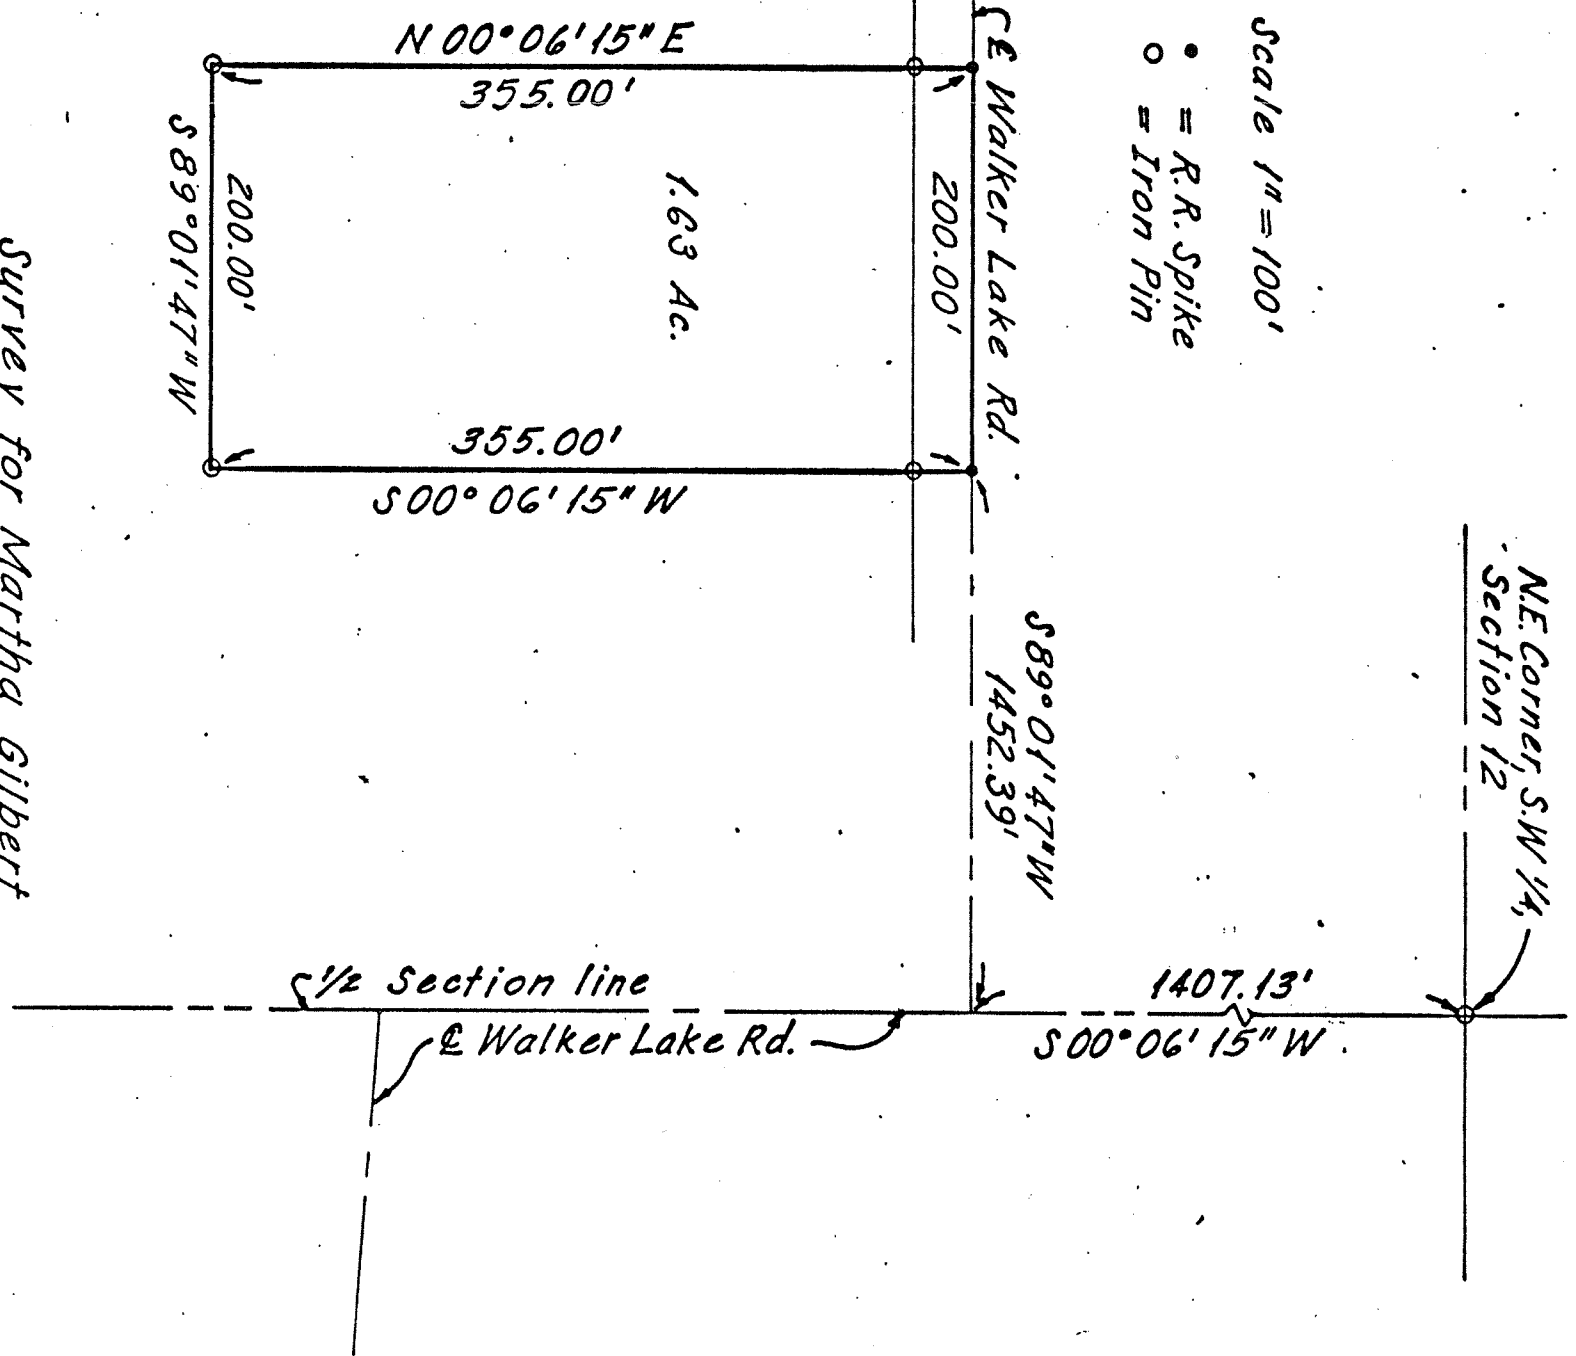 Scale 1" = 100'
• = R.R. Spike
○ = Iron Pin
N.E. Corner, S.W 1/4,
Section 12
℄ Walker Lake Rd.
N 00° 06' 15" E
355.00'
200.00'
1.63 Ac.
200.00'
S 89° 01' 47" W
355.00'
S 00° 06' 15" W
S 89° 01' 47" W
1452.39'
1407.13'
S 00° 06' 15" W
1/2 Section line
℄ Walker Lake Rd.
Survey for Martha Gilbert